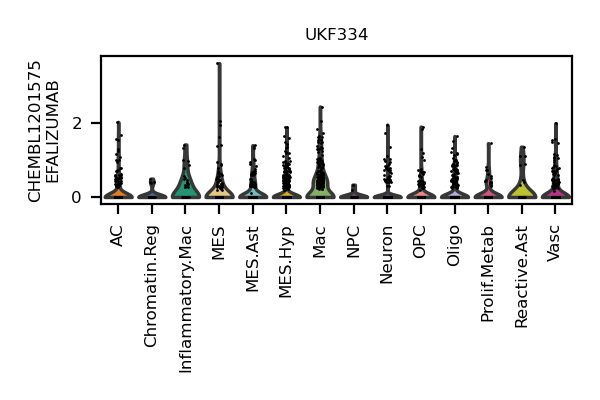 UKF334
CHEMBL1201575
EFALIZUMAB
2
0
AC
Chromatin.Reg
Inflammatory.Mac
MES
MES.Ast
MES.Hyp
Mac
NPC
Neuron
OPC
Oligo
Prolif.Metab
Reactive.Ast
Vasc